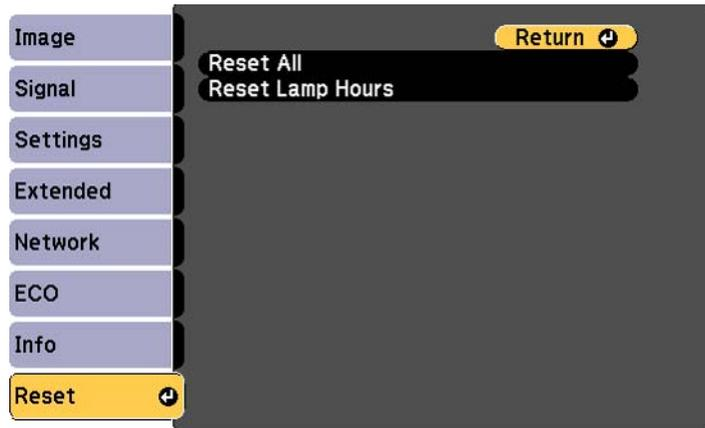 Image
Signal
Settings
Extended
Network
ECO
Info
Reset
Return
Reset All
Reset Lamp Hours